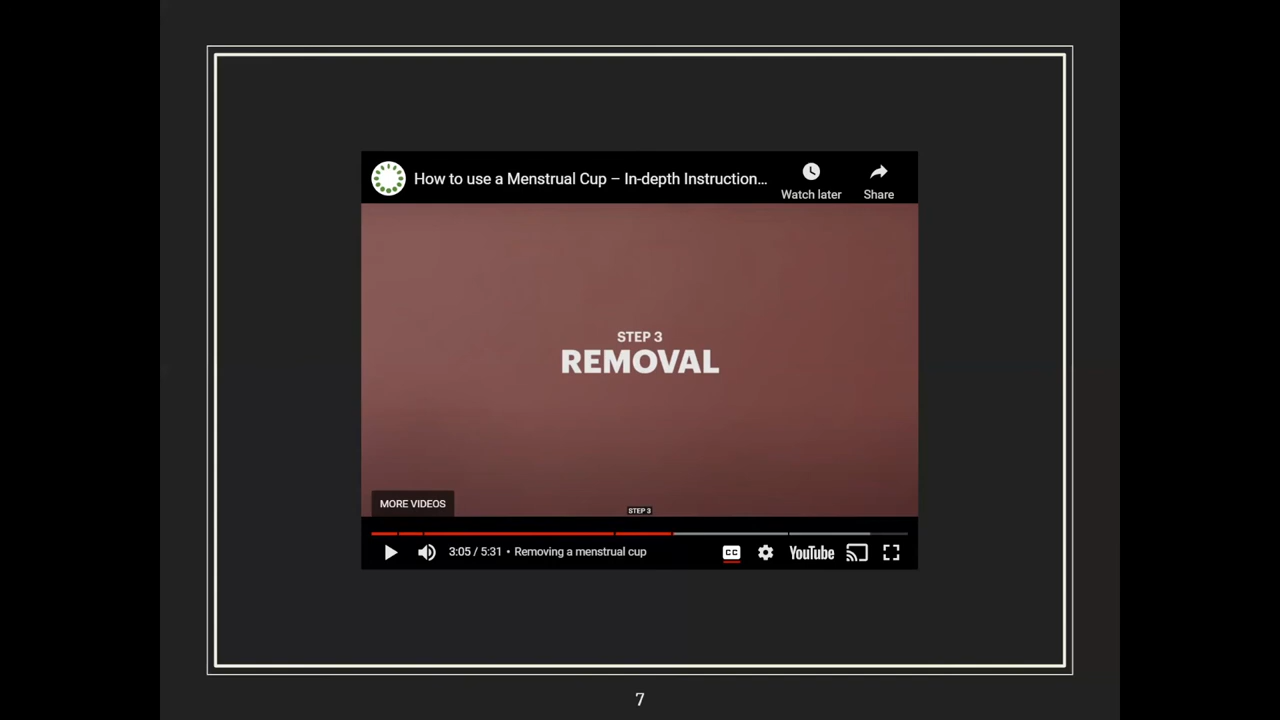 How to use a Menstrual Cup – In-depth Instruction...
Watch later
Share
STEP 3
REMOVAL
MORE VIDEOS
STEP 3
3:05 / 5:31 • Removing a menstrual cup
CC
YouTube
7